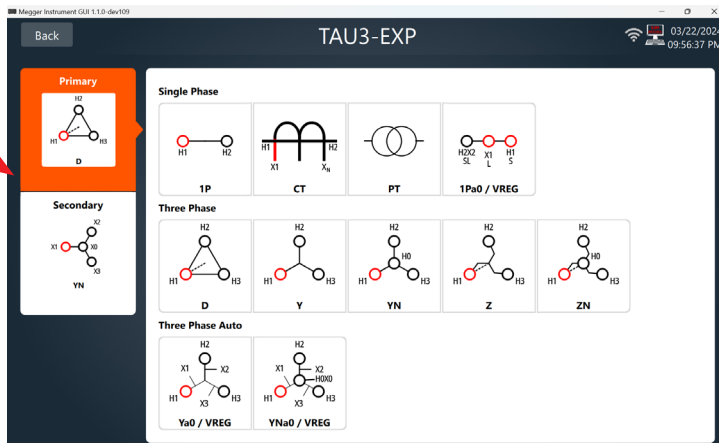 Megger Instrument GUI 1.1.0-dev109
Back
TAU3-EXP
03/22/2024
09:56:37 PM
Primary
H2
H1
H3
D
Secondary
X2
X1
X0
X3
YN
Single Phase
H1
H2
1P
H1
H2
X1
XN
CT
PT
H2X2
SL
X1
L
H1
S
1Pa0 / VREG
Three Phase
H2
H1
H3
D
H2
H1
H3
Y
H2
H0
H1
H3
YN
H2
H1
H3
Z
H2
H0
H1
H3
ZN
Three Phase Auto
H2
X1
X2
H1
H3
X3
Ya0 / VREG
H2
X1
X2
H0X0
H1
H3
X3
YNa0 / VREG